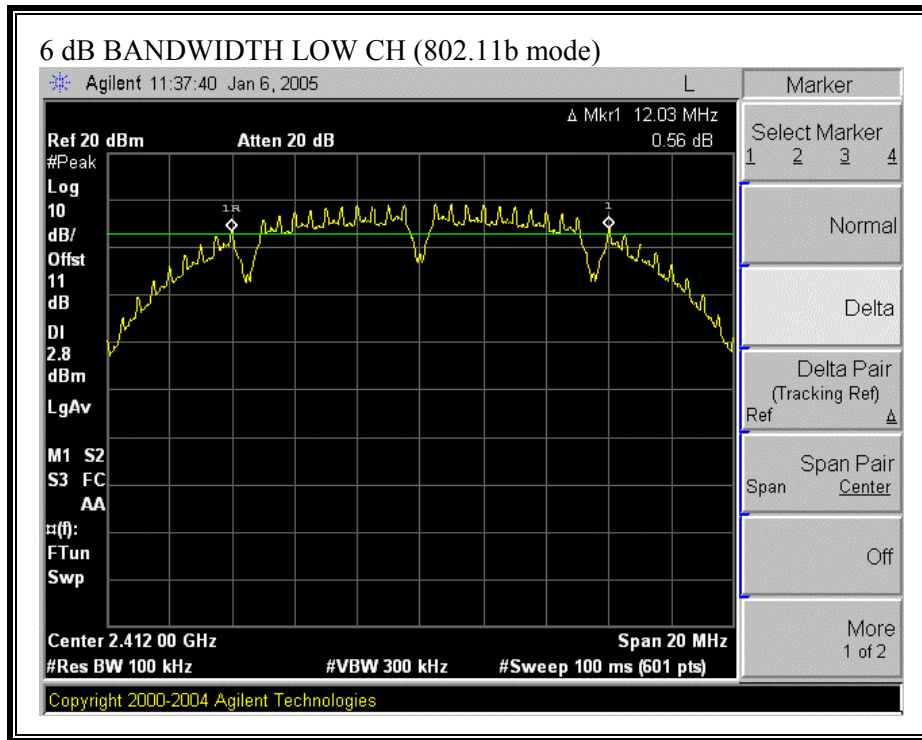 6 dB BANDWIDTH LOW CH (802.11b mode)
Agilent 11:37:40 Jan 6, 2005 L
Δ Mkr1 12.03 MHz
Ref 20 dBm Atten 20 dB 0.56 dB
#Peak
Log
10
dB/
Offst
11
dB
DI
2.8
dBm
LgAv
M1 S2
S3 FC
AA
¤(f):
FTun
Swp
1R
1
Center 2.412 00 GHz Span 20 MHz
#Res BW 100 kHz #VBW 300 kHz #Sweep 100 ms (601 pts)
Copyright 2000-2004 Agilent Technologies
Marker
Select Marker
1 2 3 4
Normal
Delta
Delta Pair
(Tracking Ref)
Ref Δ
Span Pair
Span Center
Off
More
1 of 2